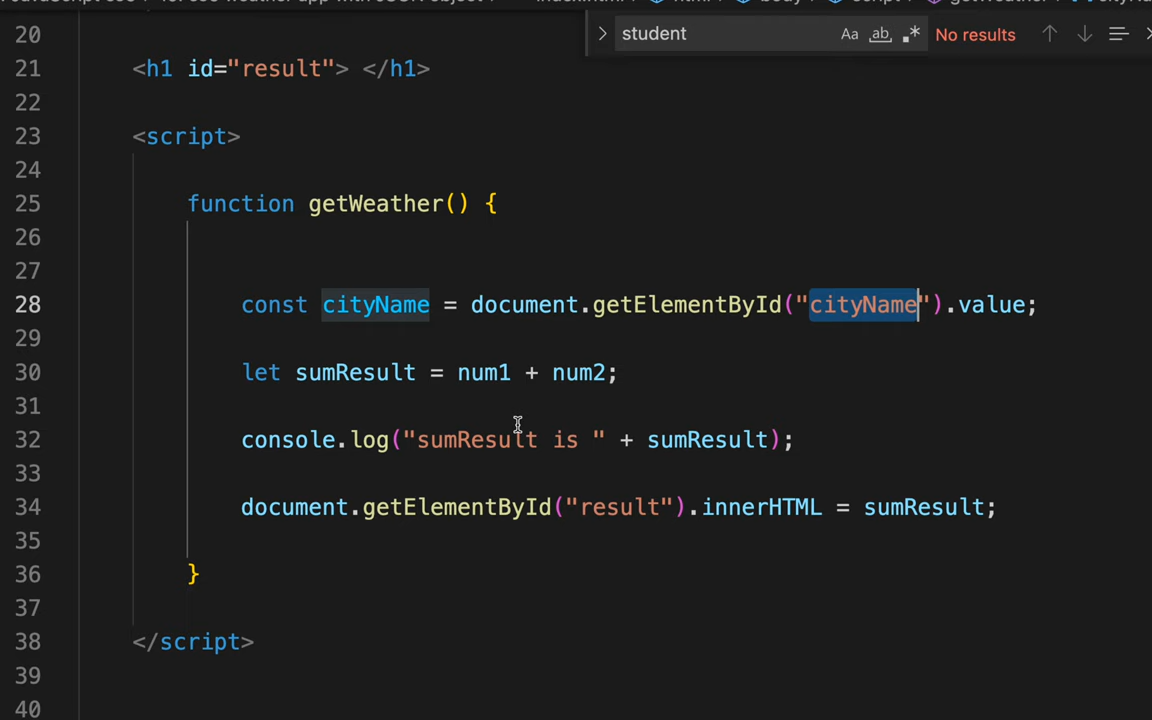 student Aa ab .* No results
20
21 <h1 id="result"> </h1>
22
23 <script>
24
25 function getWeather() {
26
27
28 const cityName = document.getElementById("cityName").value;
29
30 let sumResult = num1 + num2;
31
32 console.log("sumResult is " + sumResult);
33
34 document.getElementById("result").innerHTML = sumResult;
35
36 }
37
38 </script>
39
40